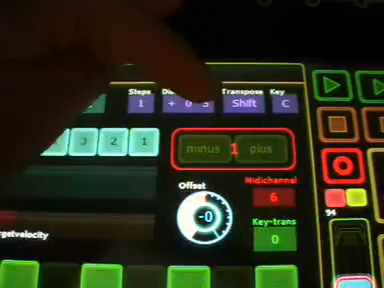 Steps Transpose Key
1 + 0 Shift C
3 2 1
minus 1 plus
Offset Midichannel
-0 6
Key-trans
0
94
rgetvelocity